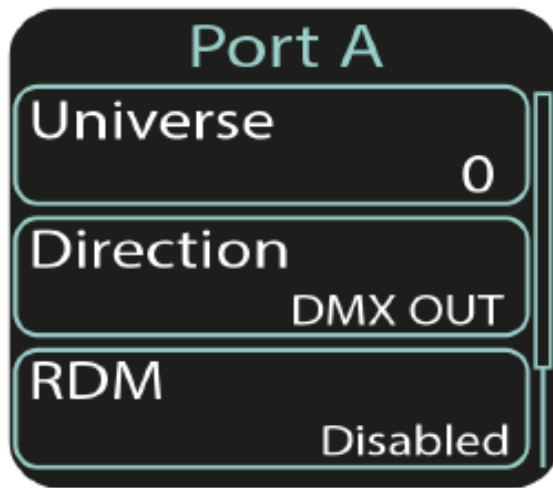 Port A
Universe
0
Direction
DMX OUT
RDM
Disabled